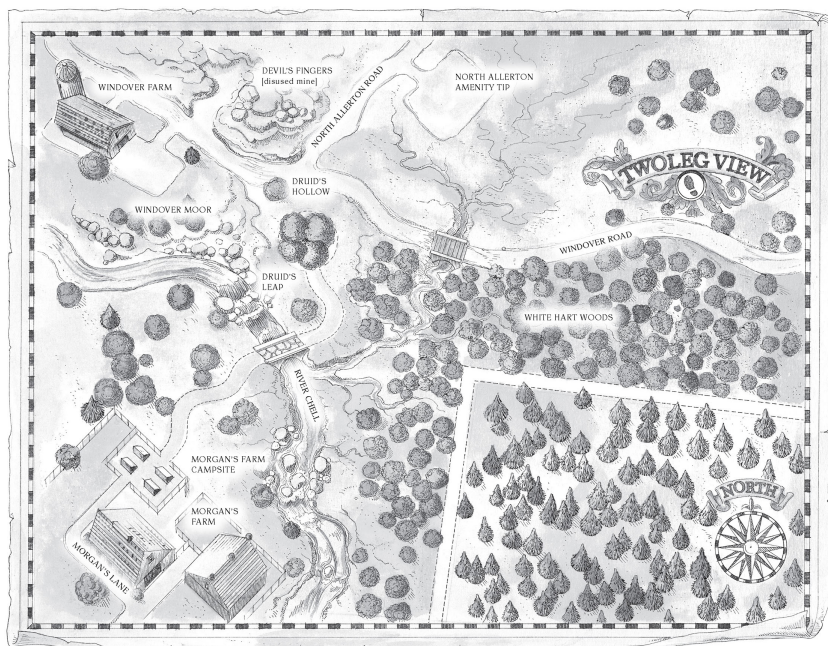 WINDOVER FARM
DEVIL'S FINGERS
[disused mine]
NORTH ALLERTON ROAD
NORTH ALLERTON
AMENITY TIP
TWOLEG VIEW
DRUID'S
HOLLOW
WINDOVER MOOR
WINDOVER ROAD
DRUID'S
LEAP
WHITE HART WOODS
RIVER CHELL
MORGAN'S FARM
CAMPSITE
MORGAN'S
FARM
MORGAN'S LANE
NORTH